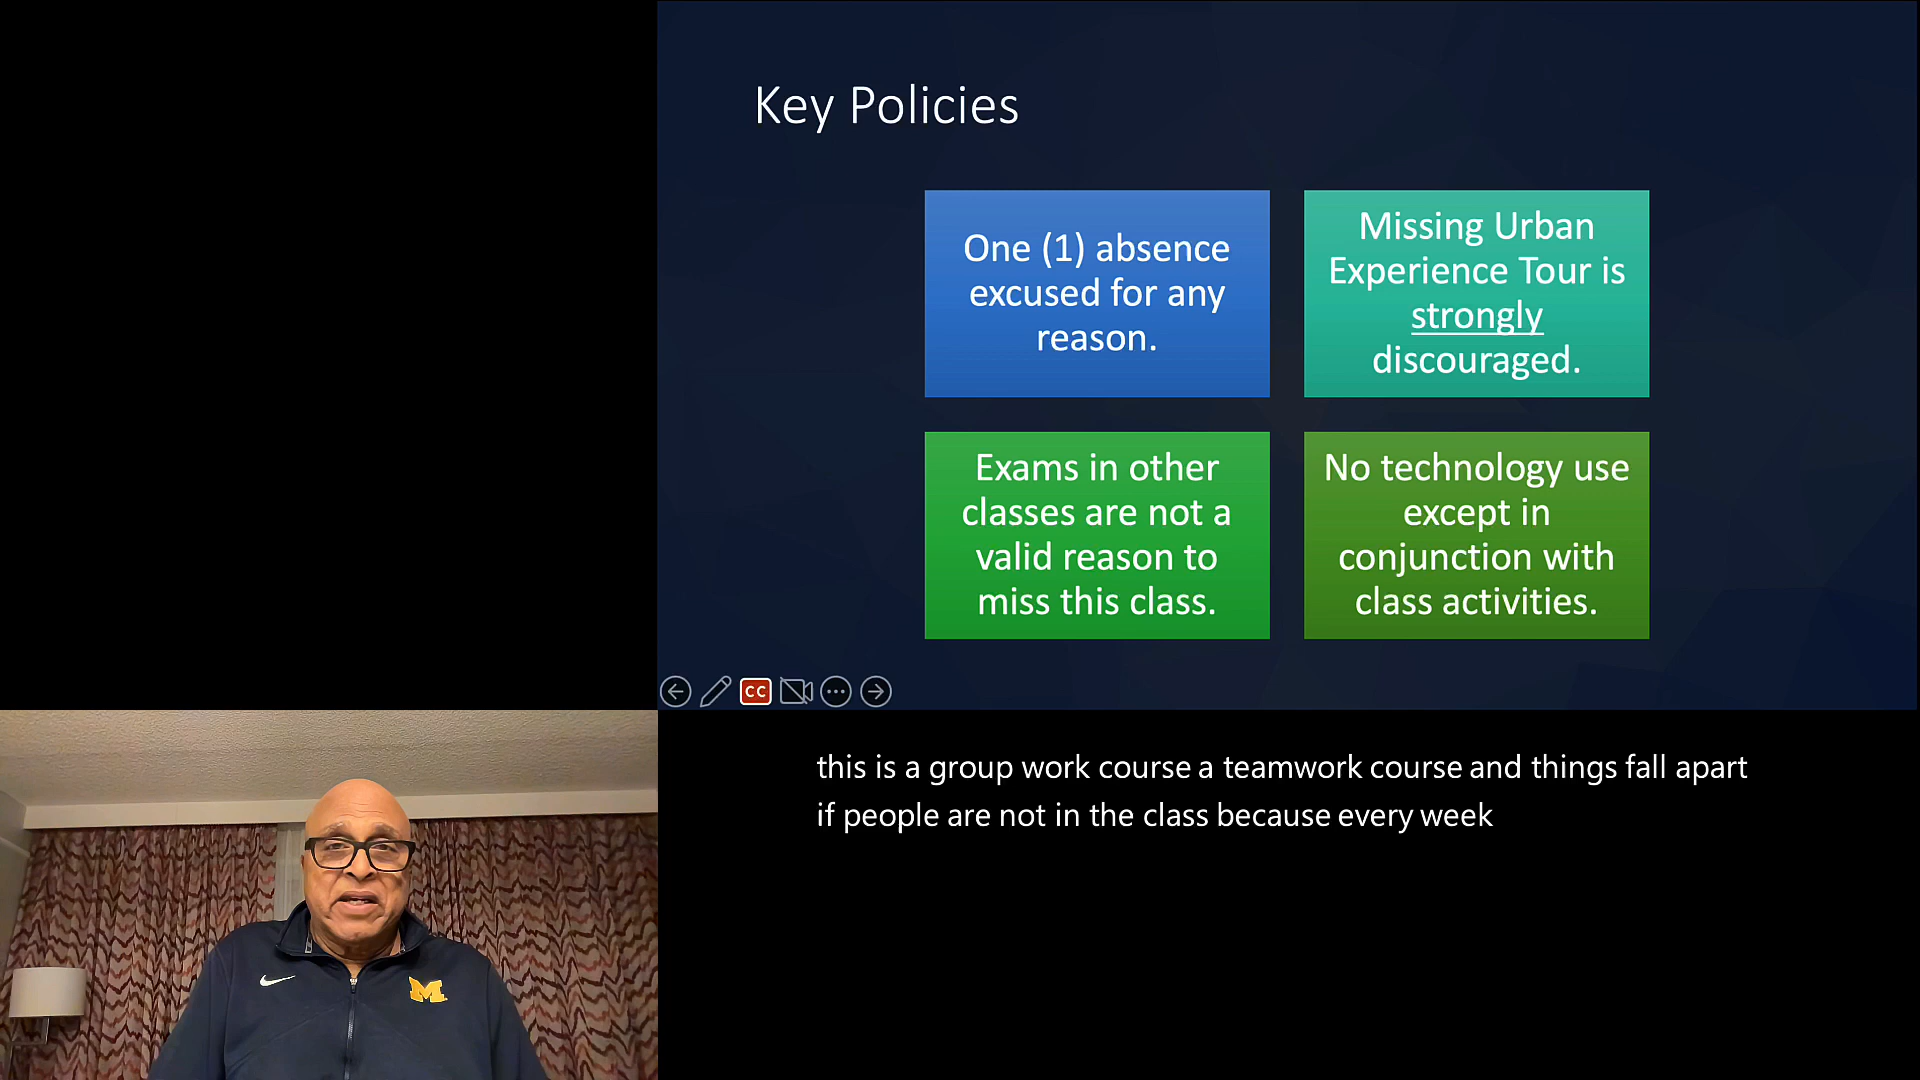 Key Policies
One (1) absence
excused for any
reason.
Missing Urban
Experience Tour is
strongly
discouraged.
Exams in other
classes are not a
valid reason to
miss this class.
No technology use
except in
conjunction with
class activities.
CC
this is a group work course a teamwork course and things fall apart
if people are not in the class because every week
M